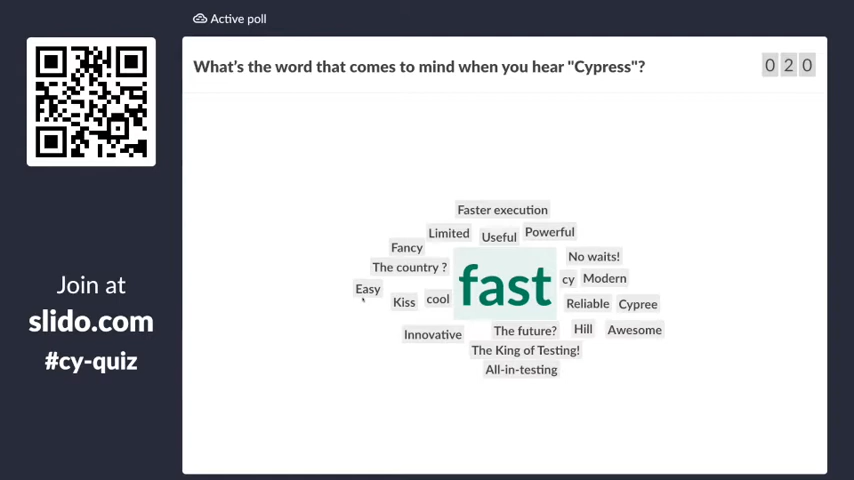 Active poll
What's the word that comes to mind when you hear "Cypress"?
020
Faster execution
Limited
Useful
Powerful
Fancy
No waits!
The country ?
fast
cy
Modern
Easy
Kiss
cool
Reliable
Cypree
Innovative
The future?
Hill
Awesome
The King of Testing!
All-in-testing
Join at
slido.com
#cy-quiz